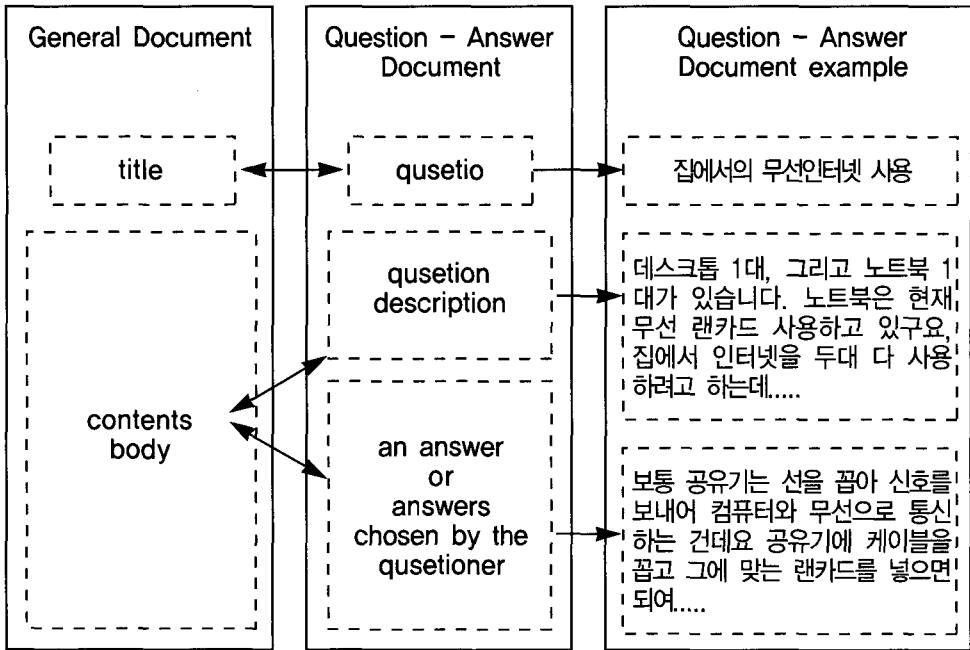 General Document
title
contents
body
Question - Answer
Document
qusetio
qusetion
description
an answer
or
answers
chosen by the
qusetioner
Question - Answer
Document example
집에서의 무선인터넷 사용
데스크톱 1대, 그리고 노트북 1
대가 있습니다. 노트북은 현재
무선 랜카드 사용하고 있구요,
집에서 인터넷을 두대 다 사용
하려고 하는데.....
보통 공유기는 선을 꼽아 신호를
보내어 컴퓨터와 무선으로 통신
하는 건데요 공유기에 케이블을
꼽고 그에 맞는 랜카드를 넣으면
되여.....